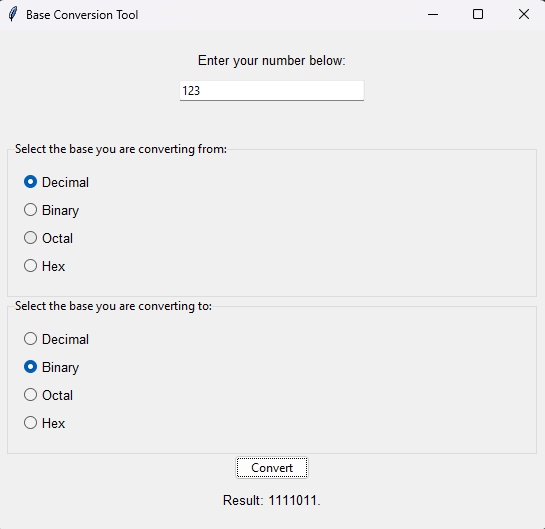 Base Conversion Tool
Enter your number below:
123
Select the base you are converting from:
Decimal
Binary
Octal
Hex
Select the base you are converting to:
Decimal
Binary
Octal
Hex
Convert
Result: 1111011.